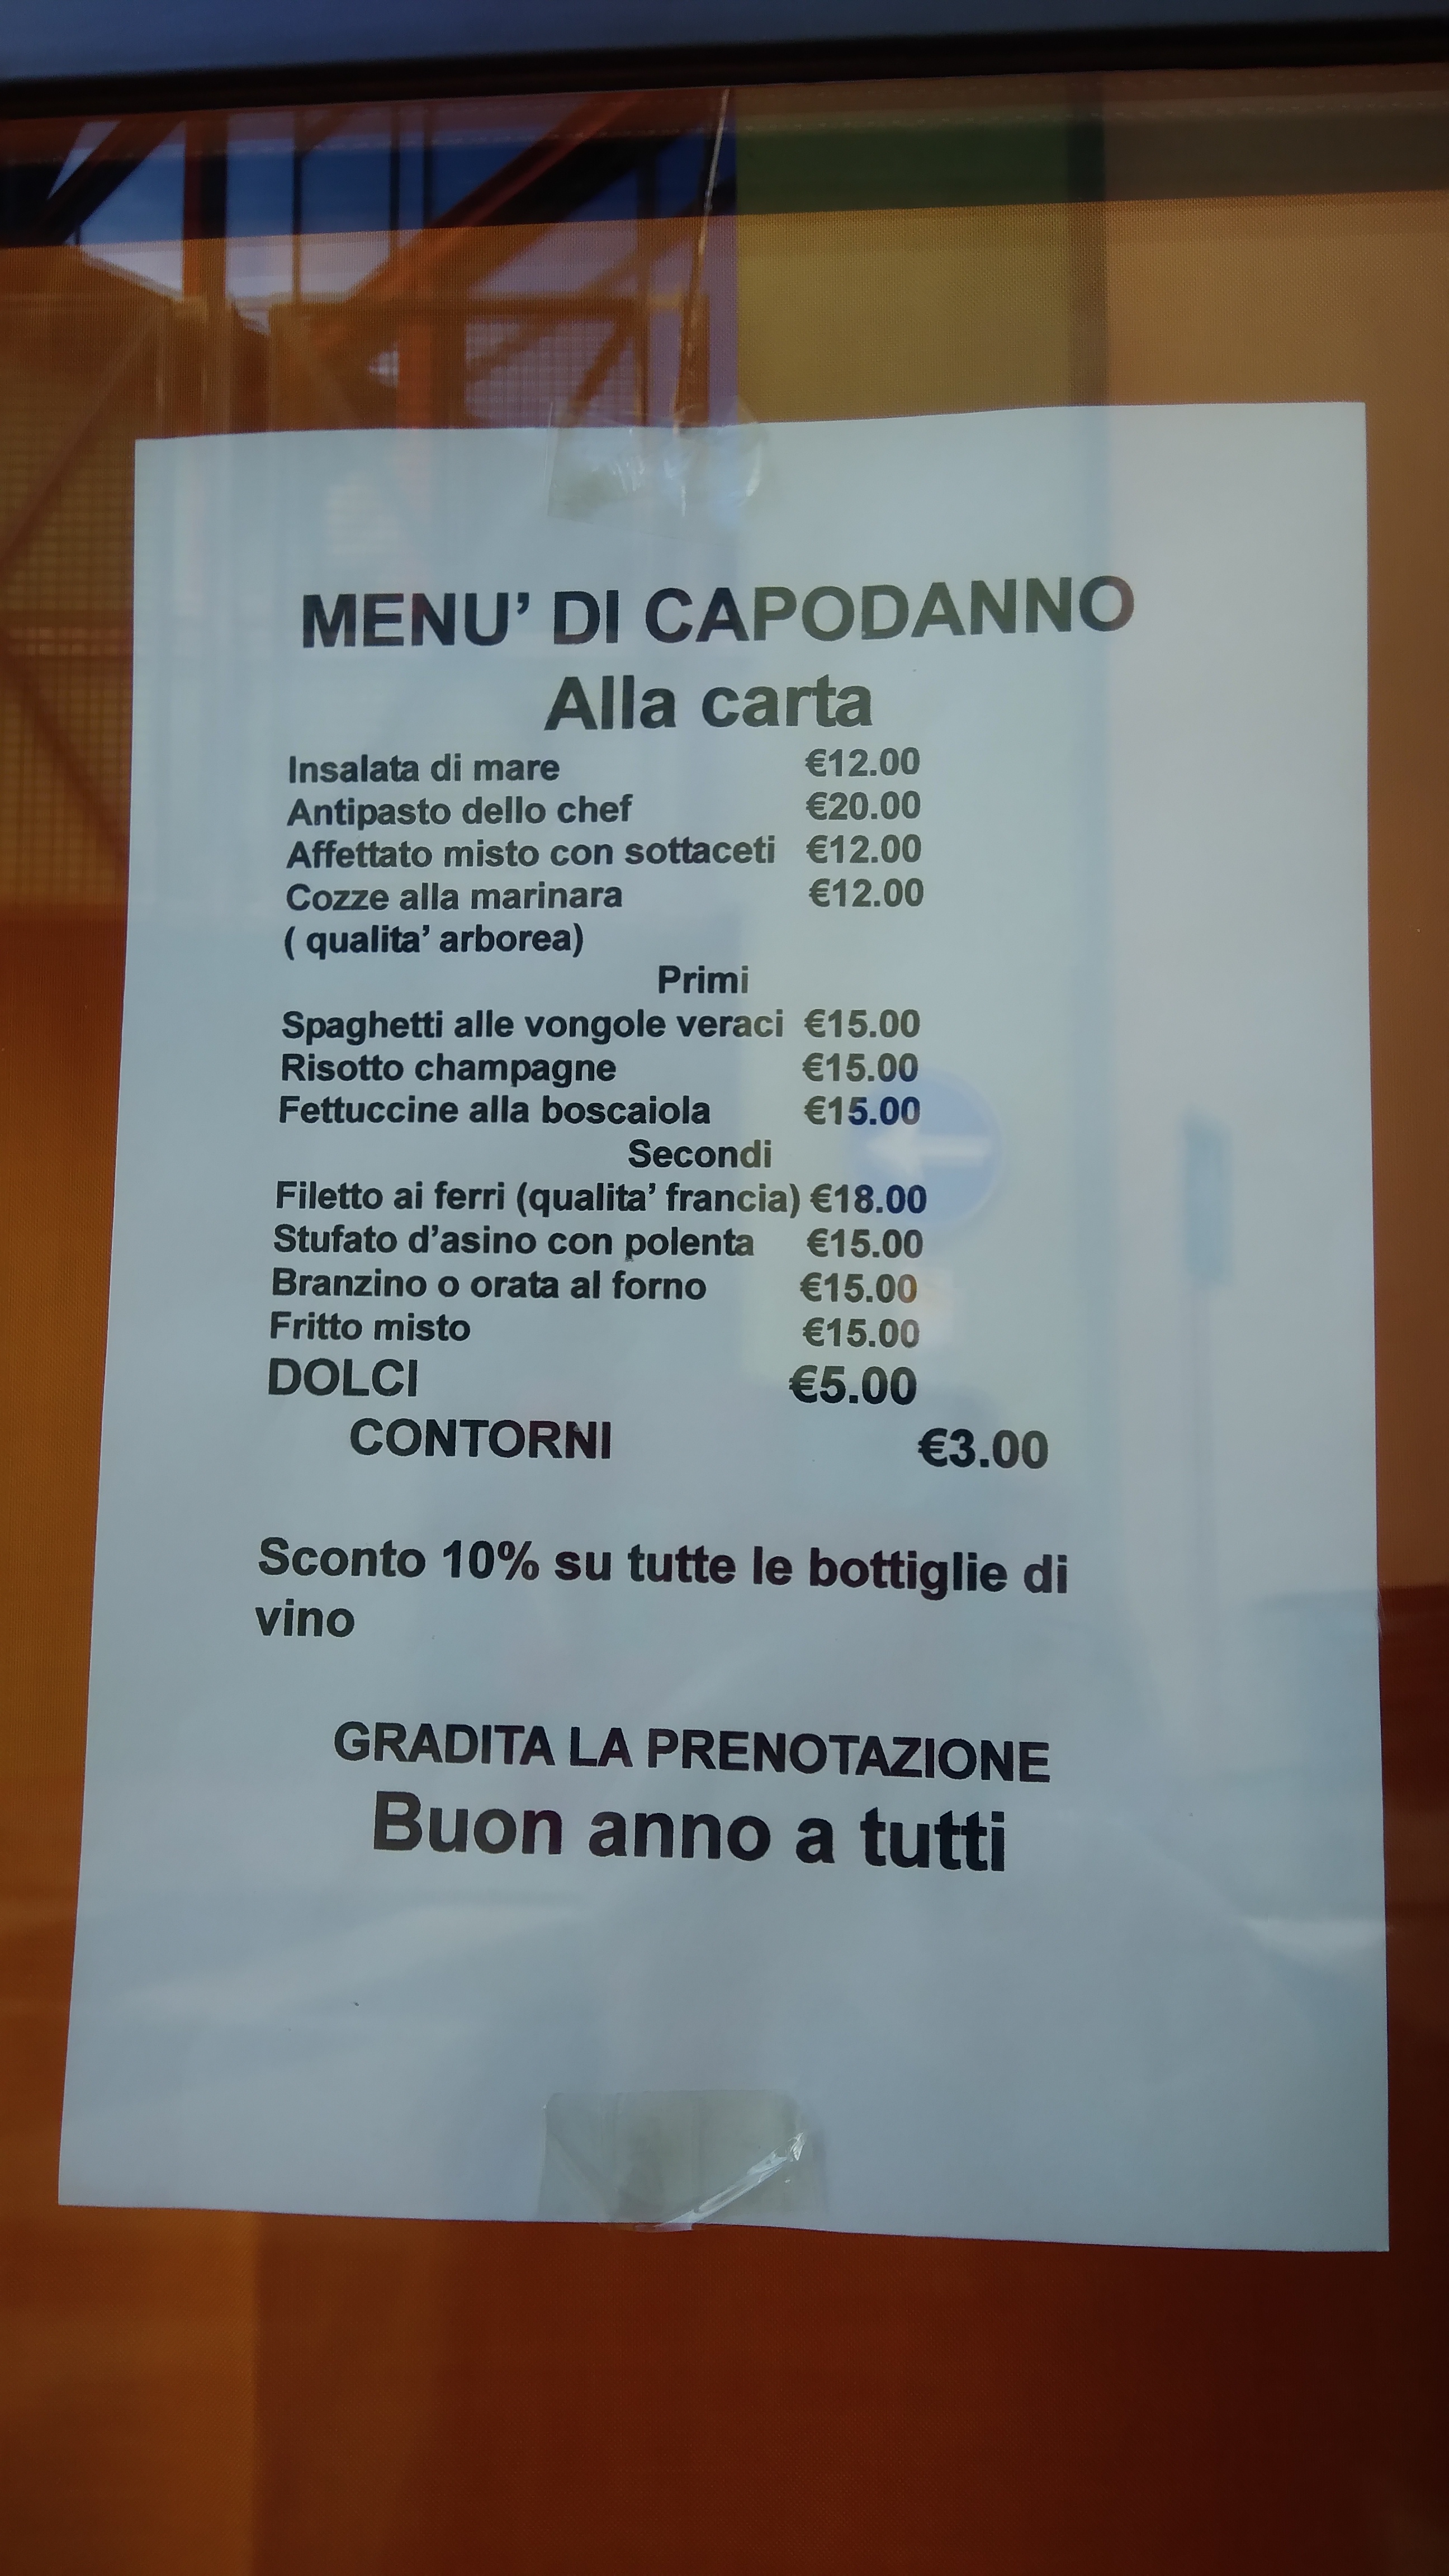 MENU’ DI CAPODANNO
Alla carta
Insalata di mare €12.00
Antipasto dello chef €20.00
Affettato misto con sottaceti €12.00
Cozze alla marinara €12.00
( qualita’ arborea)
Primi
Spaghetti alle vongole veraci €15.00
Risotto champagne €15.00
Fettuccine alla boscaiola €15.00
Secondi
Filetto ai ferri (qualita’ francia) €18.00
Stufato d’asino con polenta €15.00
Branzino o orata al forno €15.00
Fritto misto €15.00
DOLCI €5.00
CONTORNI €3.00
Sconto 10% su tutte le bottiglie di
vino
GRADITA LA PRENOTAZIONE
Buon anno a tutti